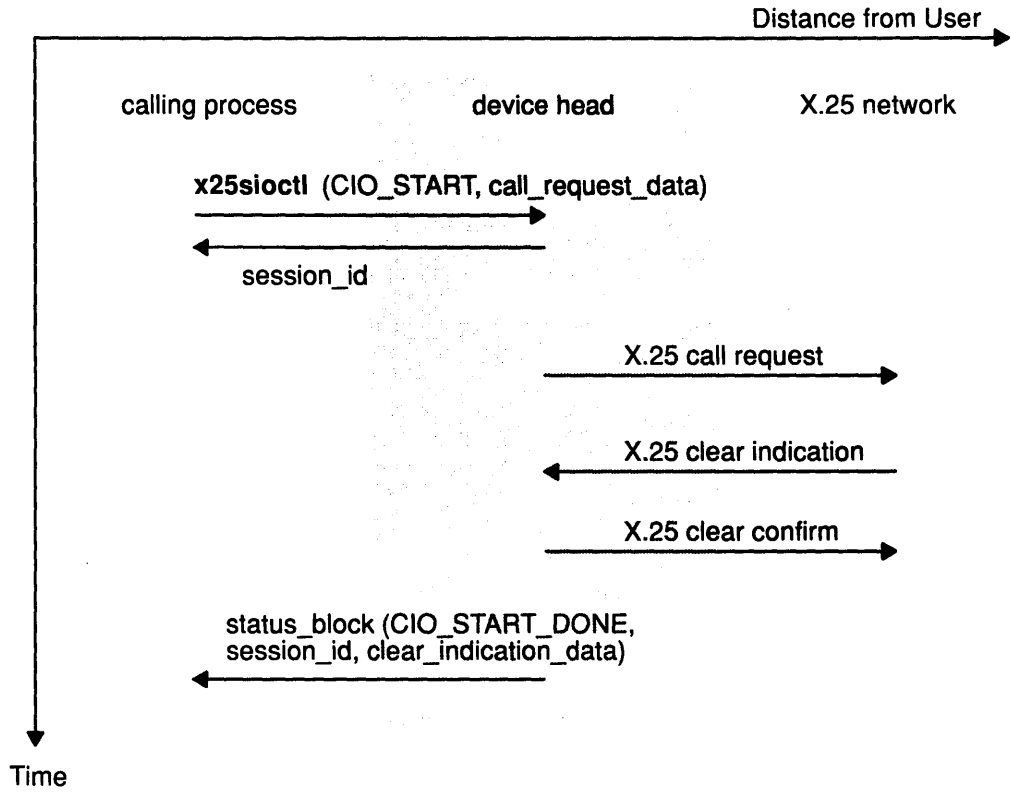 Distance from User
calling process
device head
X.25 network
x25sioctl (CIO_START, call_request_data)
session_id
X.25 call request
X.25 clear indication
X.25 clear confirm
status_block (CIO_START_DONE,
session_id, clear_indication_data)
Time